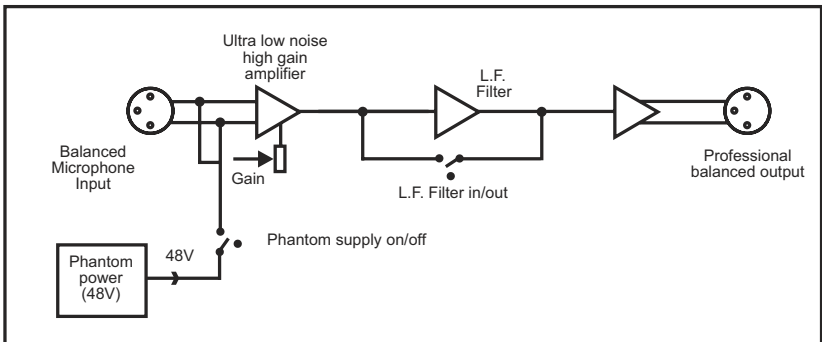 Ultra low noise
high gain
amplifier
L.F.
Filter
Balanced
Microphone
Input
Gain
L.F. Filter in/out
Professional
balanced output
Phantom supply on/off
48V
Phantom
power
(48V)